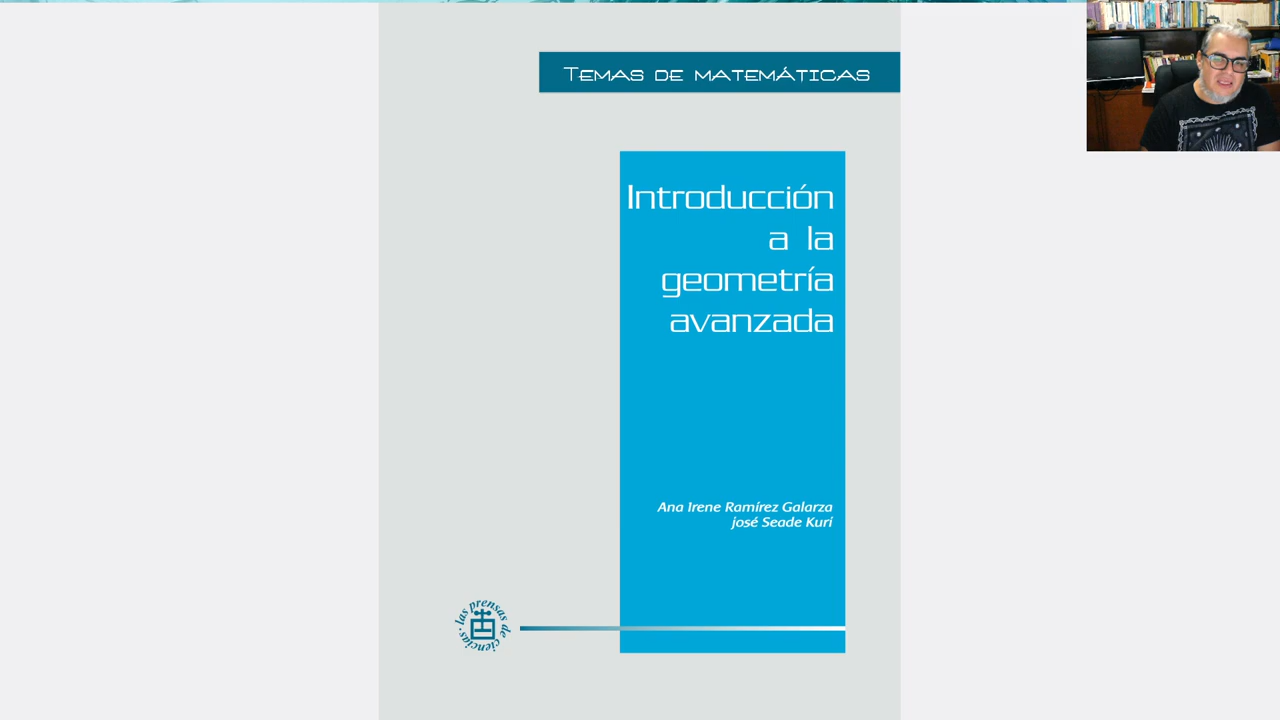 Temas de matemáticas
Introducción
a la
geometría
avanzada
Ana Irene Ramírez Galarza
José Seade Kuri
las prensas de ciencias